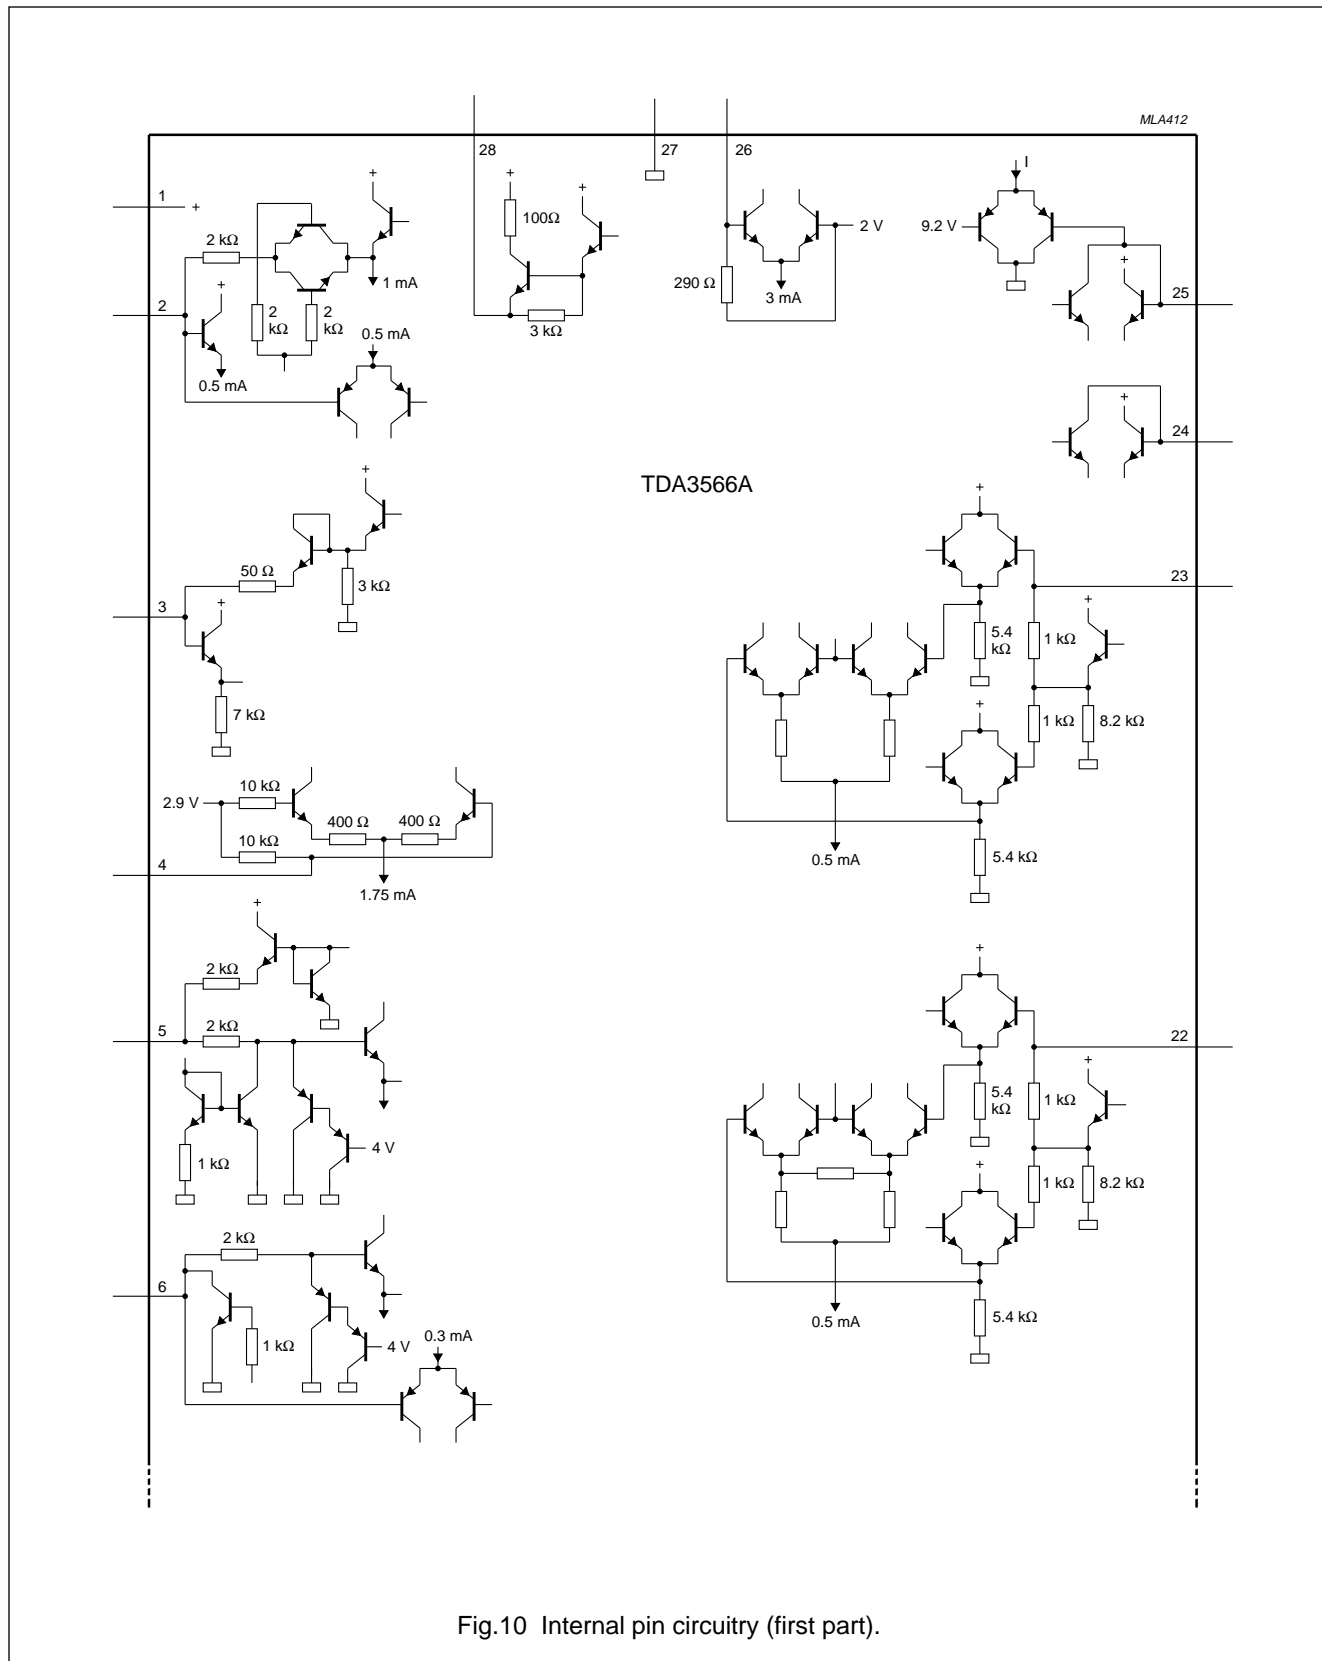 MLA412
28
27
26
1
+
+
+
+
I
100Ω
2 V
9.2 V
2 kΩ
1 mA
290 Ω
3 mA
+
+
+
2
2
kΩ
2
kΩ
3 kΩ
25
0.5 mA
0.5 mA
+
24
TDA3566A
+
+
50 Ω
3 kΩ
23
3
+
+
5.4
kΩ
1 kΩ
7 kΩ
+
1 kΩ
8.2 kΩ
10 kΩ
2.9 V
400 Ω
400 Ω
10 kΩ
0.5 mA
5.4 kΩ
4
1.75 mA
+
+
2 kΩ
5
2 kΩ
22
+
5.4
kΩ
1 kΩ
4 V
1 kΩ
+
1 kΩ
8.2 kΩ
2 kΩ
6
0.5 mA
5.4 kΩ
1 kΩ
4 V
0.3 mA
Fig.10 Internal pin circuitry (first part).